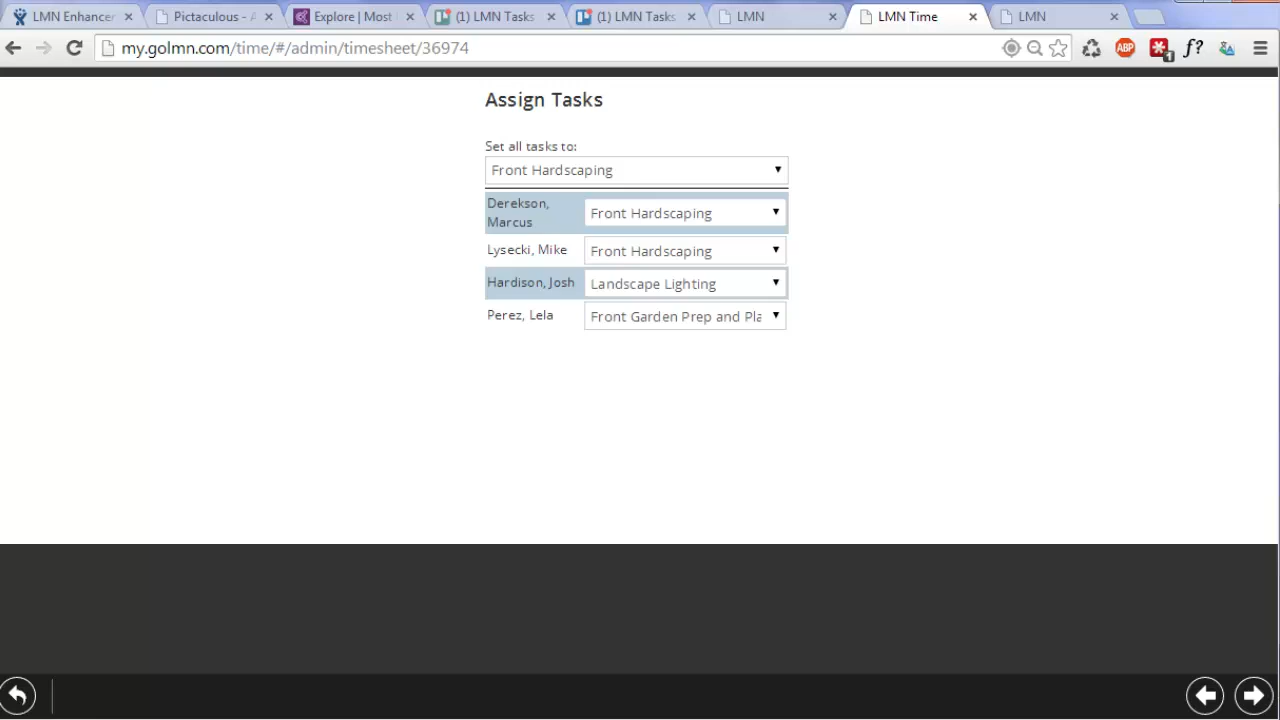 LMN Enhancer
Pictaculous - A
Explore | Most
(1) LMN Tasks
(1) LMN Tasks
LMN
LMN Time
LMN
my.golmn.com/time/#/admin/timesheet/36974
ABP
1
f?
Assign Tasks
Set all tasks to:
Front Hardscaping
Derekson,
Marcus
Front Hardscaping
Lysecki, Mike
Front Hardscaping
Hardison, Josh
Landscape Lighting
Perez, Lela
Front Garden Prep and Pla